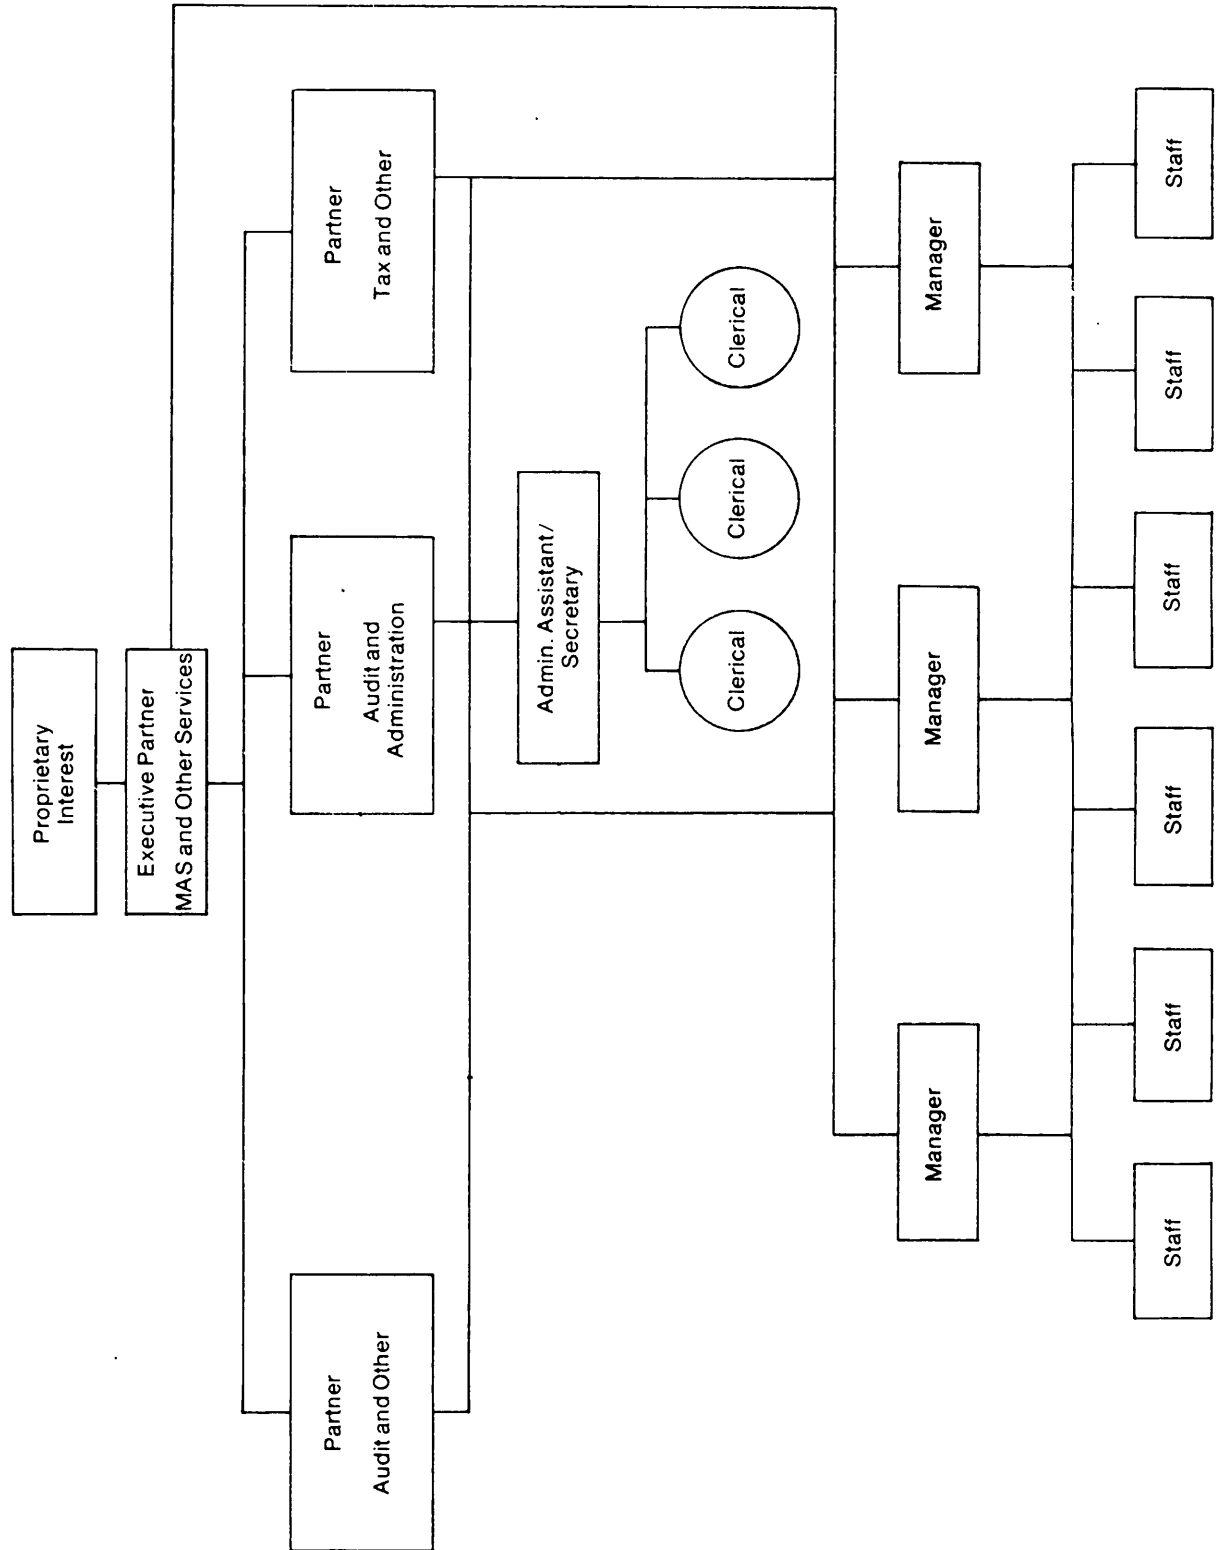 Proprietary
Interest
Executive Partner
MAS and Other Services
Partner
Audit and Other
Partner
Audit and
Administration
Partner
Tax and Other
Admin. Assistant/
Secretary
Clerical
Clerical
Clerical
Manager
Manager
Manager
Staff
Staff
Staff
Staff
Staff
Staff